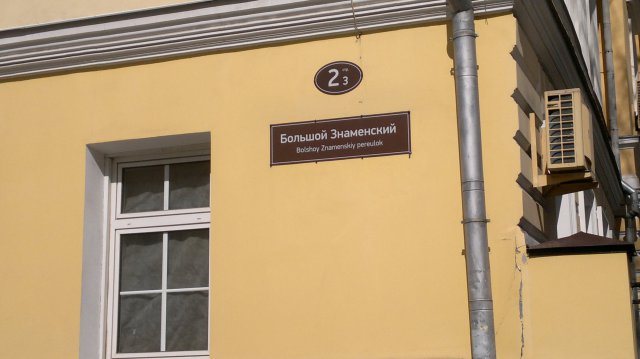 2 стр. 3
Большой Знаменский
Bolshoy Znamenskiy pereulok